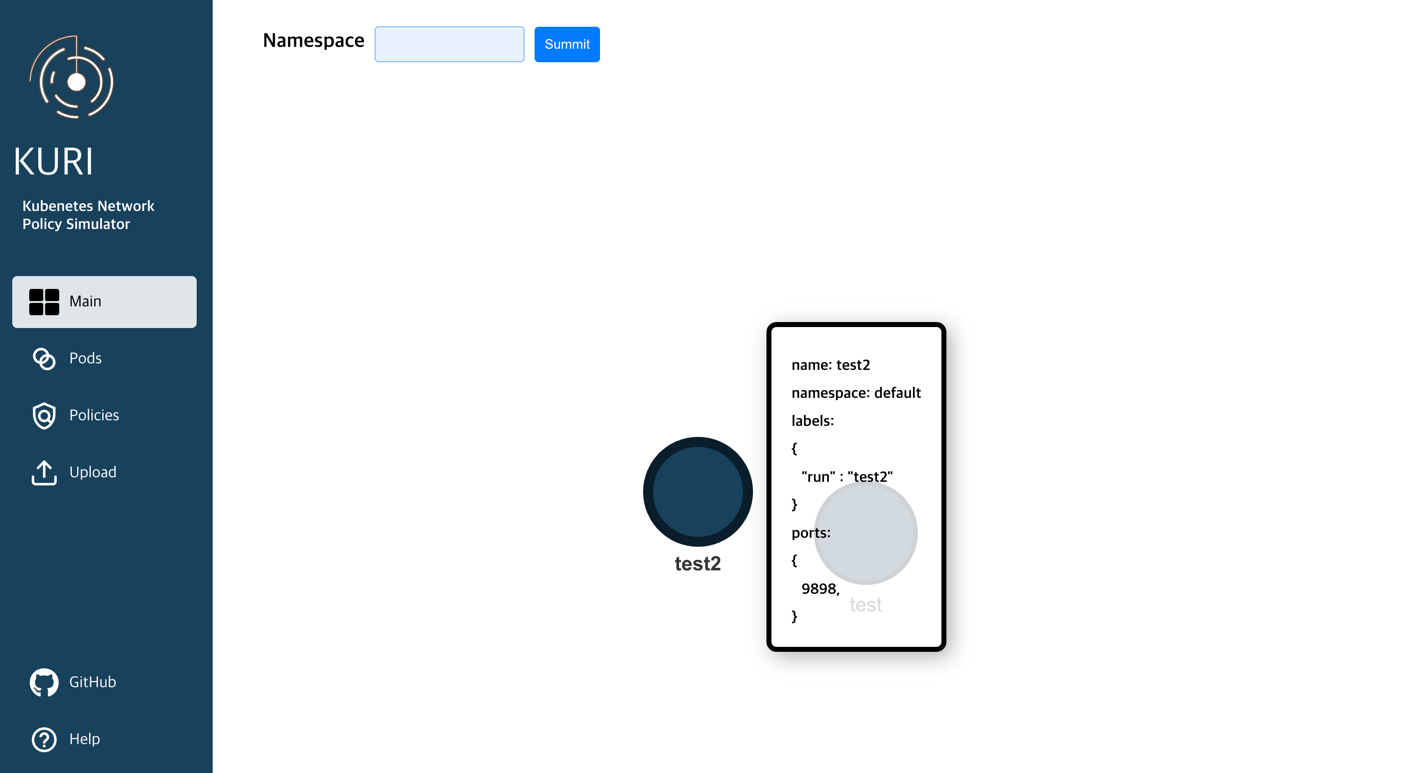 Namespace
Summit
KURI
Kubenetes Network
Policy Simulator
Main
Pods
Policies
Upload
GitHub
Help
test2
name: test2
namespace: default
labels:
{
"run" : "test2"
}
ports:
{
9898,
}
test